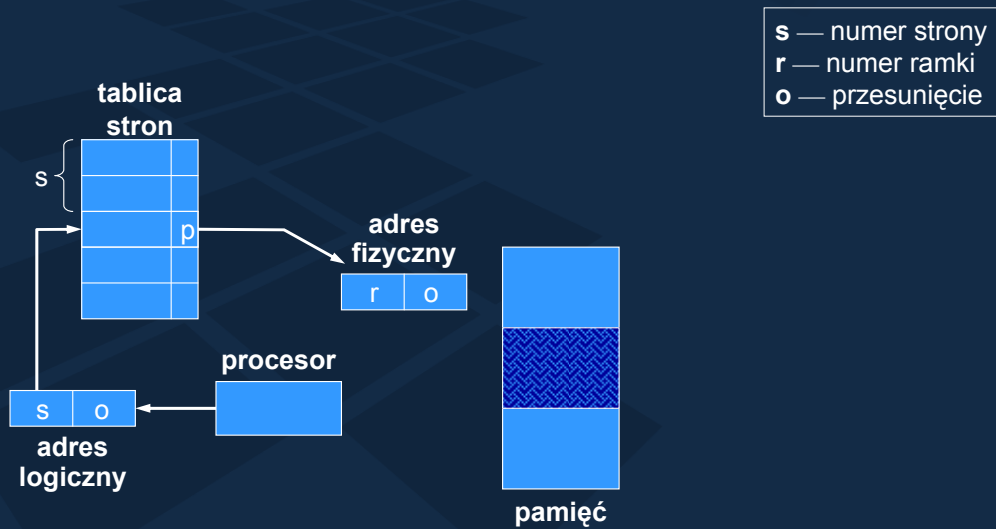 s — numer strony
r — numer ramki
o — przesunięcie
tablica
stron
s
p
adres
fizyczny
r o
procesor
s o
adres
logiczny
pamięć